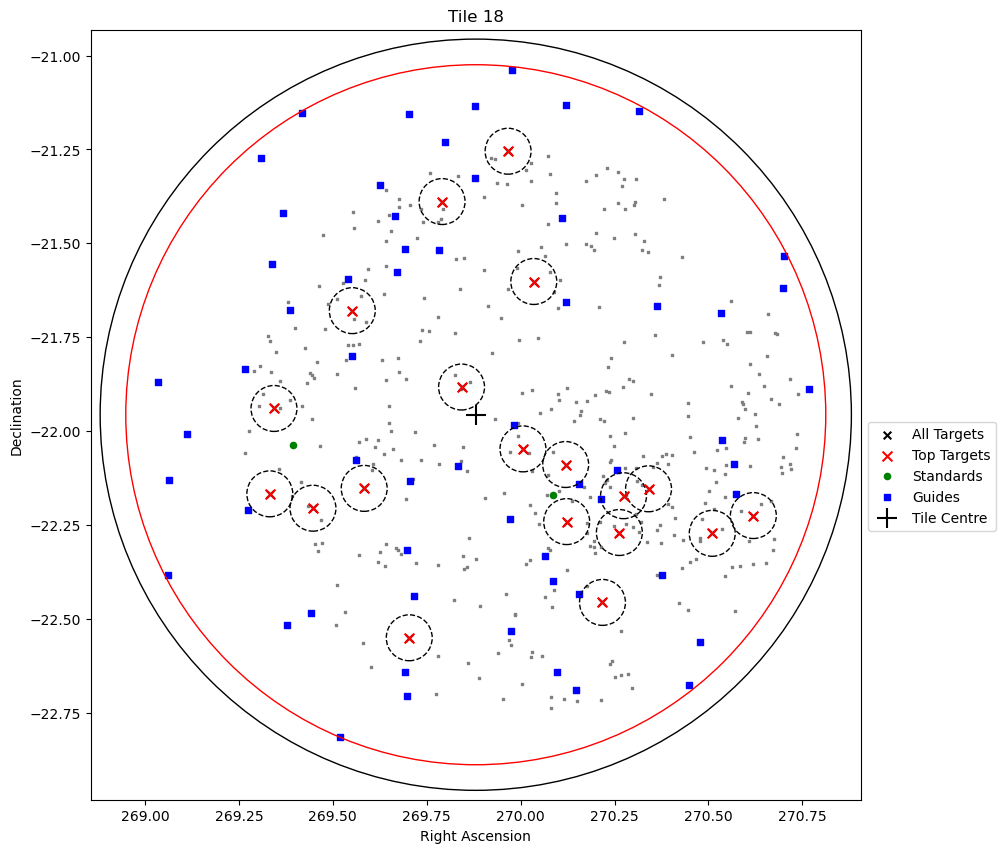 Tile 18
−21.00
−21.25
−21.50
−21.75
−22.00
−22.25
−22.50
−22.75
Declination
269.00 269.25 269.50 269.75 270.00 270.25 270.50 270.75
Right Ascension
All Targets
Top Targets
Standards
Guides
Tile Centre